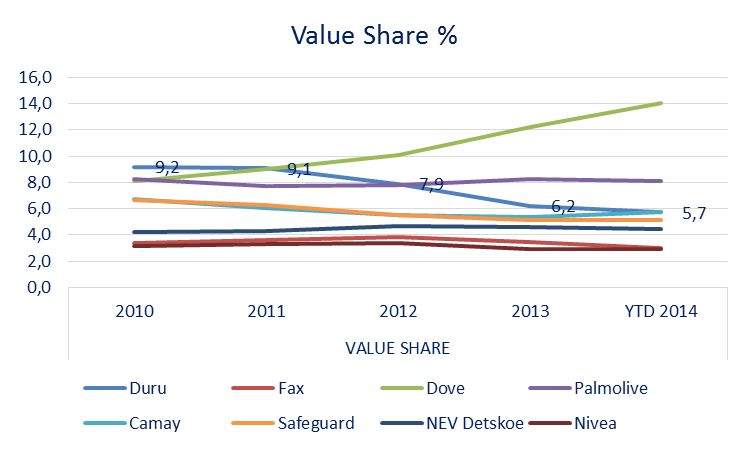 Value Share %
16,0
14,0
12,0
10,0
8,0
6,0
4,0
2,0
0,0
9,2
9,1
7,9
6,2
5,7
2010 2011 2012 2013 YTD 2014
VALUE SHARE
Duru Fax Dove Palmolive
Camay Safeguard NEV Detskoe Nivea